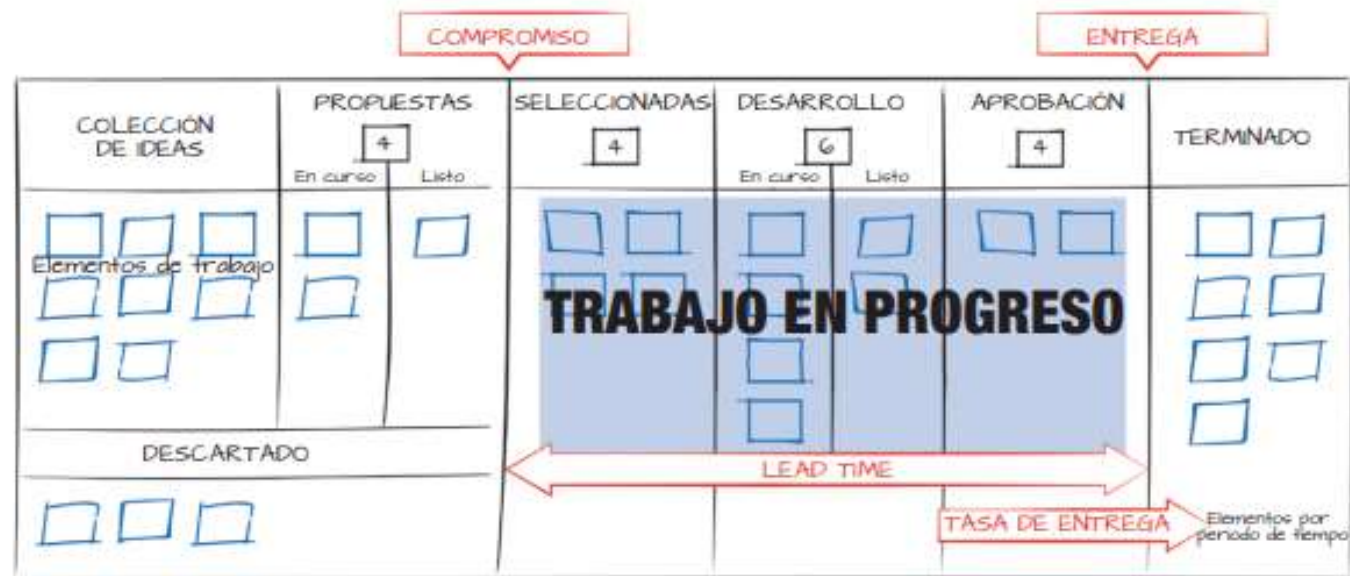 COMPROMISO
ENTREGA
COLECCIÓN
DE IDEAS
PROPUESTAS
4
En curso
Listo
SELECCIONADAS
4
DESARROLLO
6
En curso
Listo
APROBACIÓN
4
TERMINADO
Elementos de trabajo
TRABAJO EN PROGRESO
DESCARTADO
LEAD TIME
TASA DE ENTREGA
Elementos por
periodo de tiempo